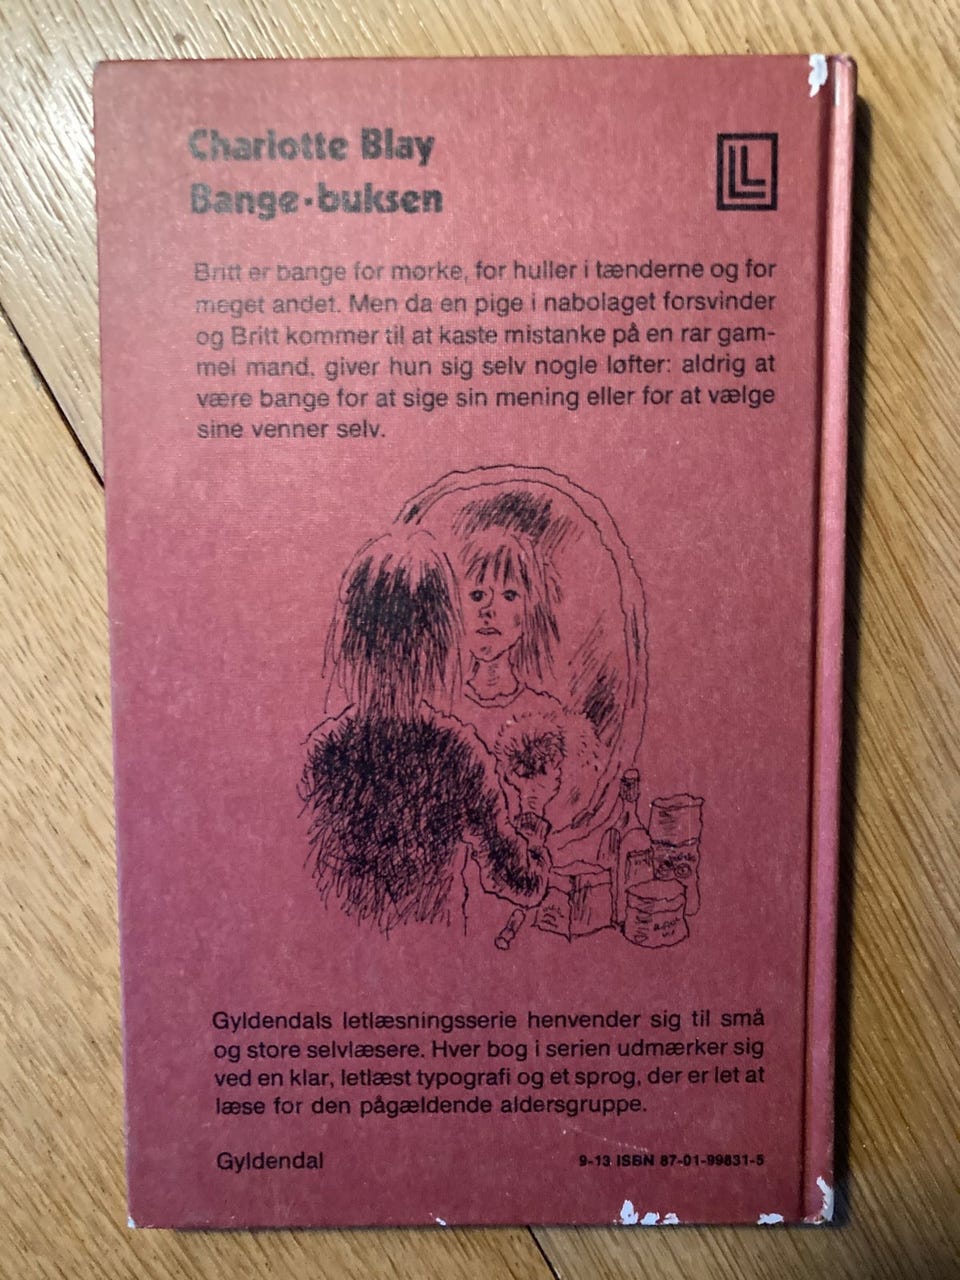 Charlotte Blay
Bange-buksen
LL
Britt er bange for mørke, for huller i tænderne og for
meget andet. Men da en pige i nabolaget forsvinder
og Britt kommer til at kaste mistanke på en rar gam-
mel mand, giver hun sig selv nogle løfter: aldrig at
være bange for at sige sin mening eller for at vælge
sine venner selv.
Gyldendals letlæsningsserie henvender sig til små
og store selvlæsere. Hver bog i serien udmærker sig
ved en klar, letlæst typografi og et sprog, der er let at
læse for den pågældende aldersgruppe.
Gyldendal
9-13 ISBN 87-01-99831-5